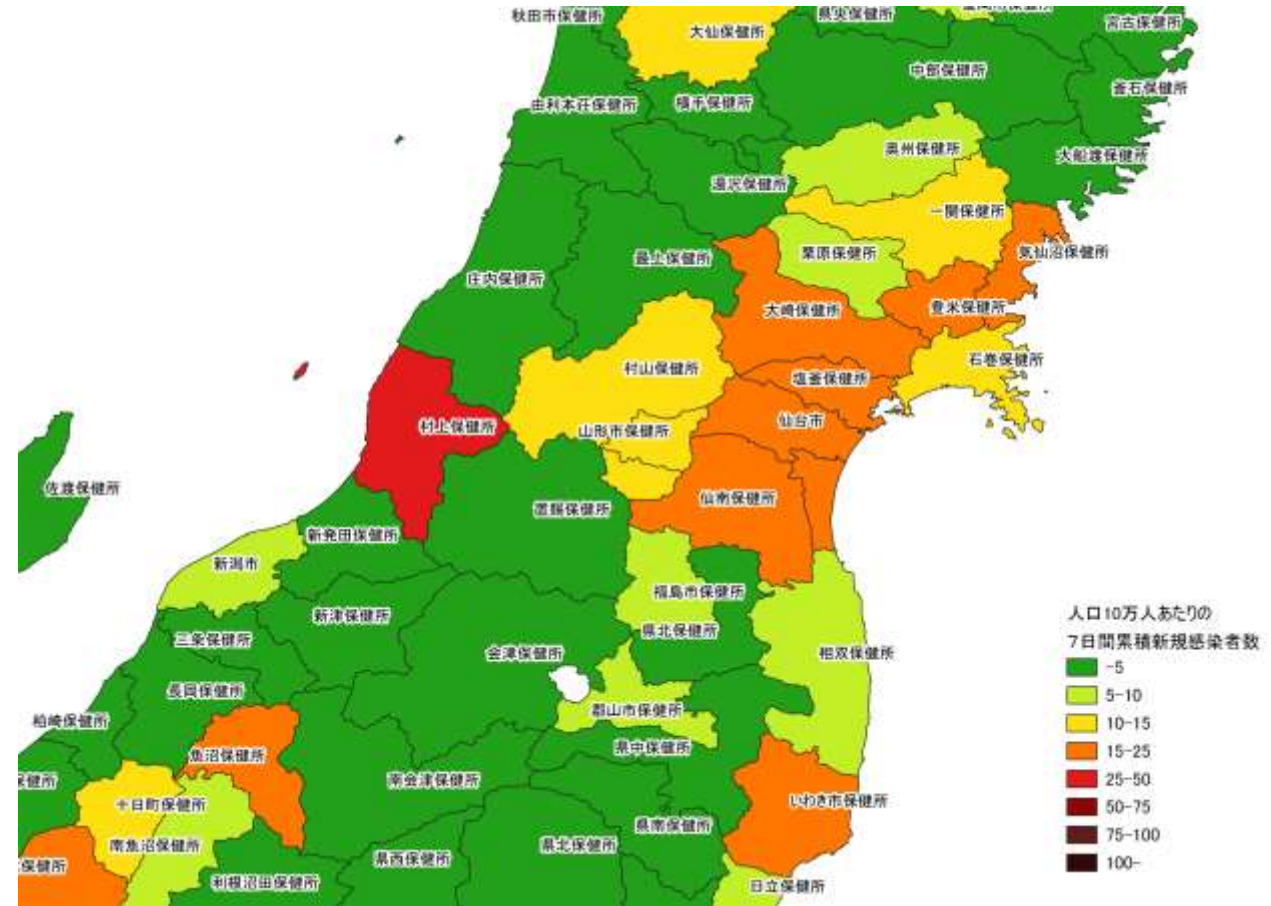 秋田市保健所
県央保健所
宮古保健所
大仙保健所
中部保健所
釜石保健所
由利本荘保健所
横手保健所
奥州保健所
大船渡保健所
湯沢保健所
一関保健所
気仙沼保健所
栗原保健所
最上保健所
庄内保健所
大崎保健所
登米保健所
石巻保健所
村山保健所
塩釜保健所
仙台市
村上保健所
山形市保健所
佐渡保健所
仙南保健所
置賜保健所
新発田保健所
新潟市
福島市保健所
新津保健所
県北保健所
三条保健所
会津保健所
相双保健所
長岡保健所
郡山市保健所
柏崎保健所
県中保健所
魚沼保健所
南会津保健所
保健所
十日町保健所
いわき市保健所
県南保健所
南魚沼保健所
県北保健所
県西保健所
保健所
利根沼田保健所
日立保健所
人口10万人あたりの
7日間累積新規感染者数
-5
5-10
10-15
15-25
25-50
50-75
75-100
100-